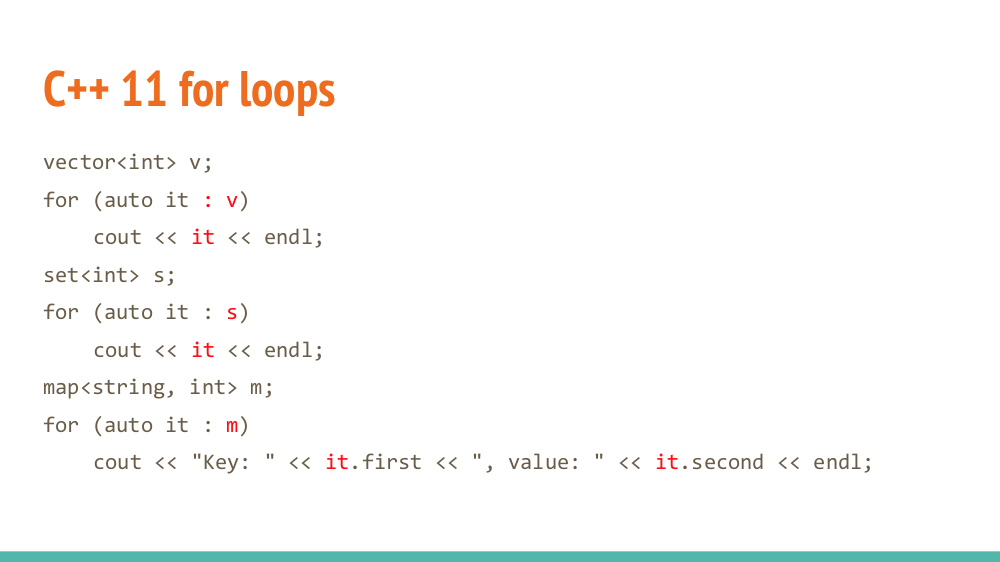 C++ 11 for loops
vector<int> v;
for (auto it : v)
    cout << it << endl;
set<int> s;
for (auto it : s)
    cout << it << endl;
map<string, int> m;
for (auto it : m)
    cout << "Key: " << it.first << ", value: " << it.second << endl;